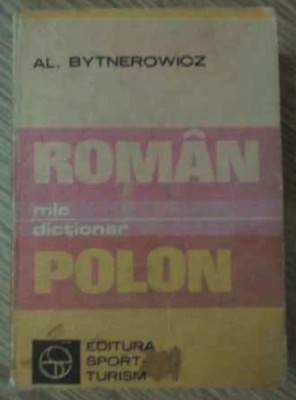 AL. BYTNEROWICZ
ROMÂN
mic
dicționar
POLON
EDITURA
SPORT-
TURISM